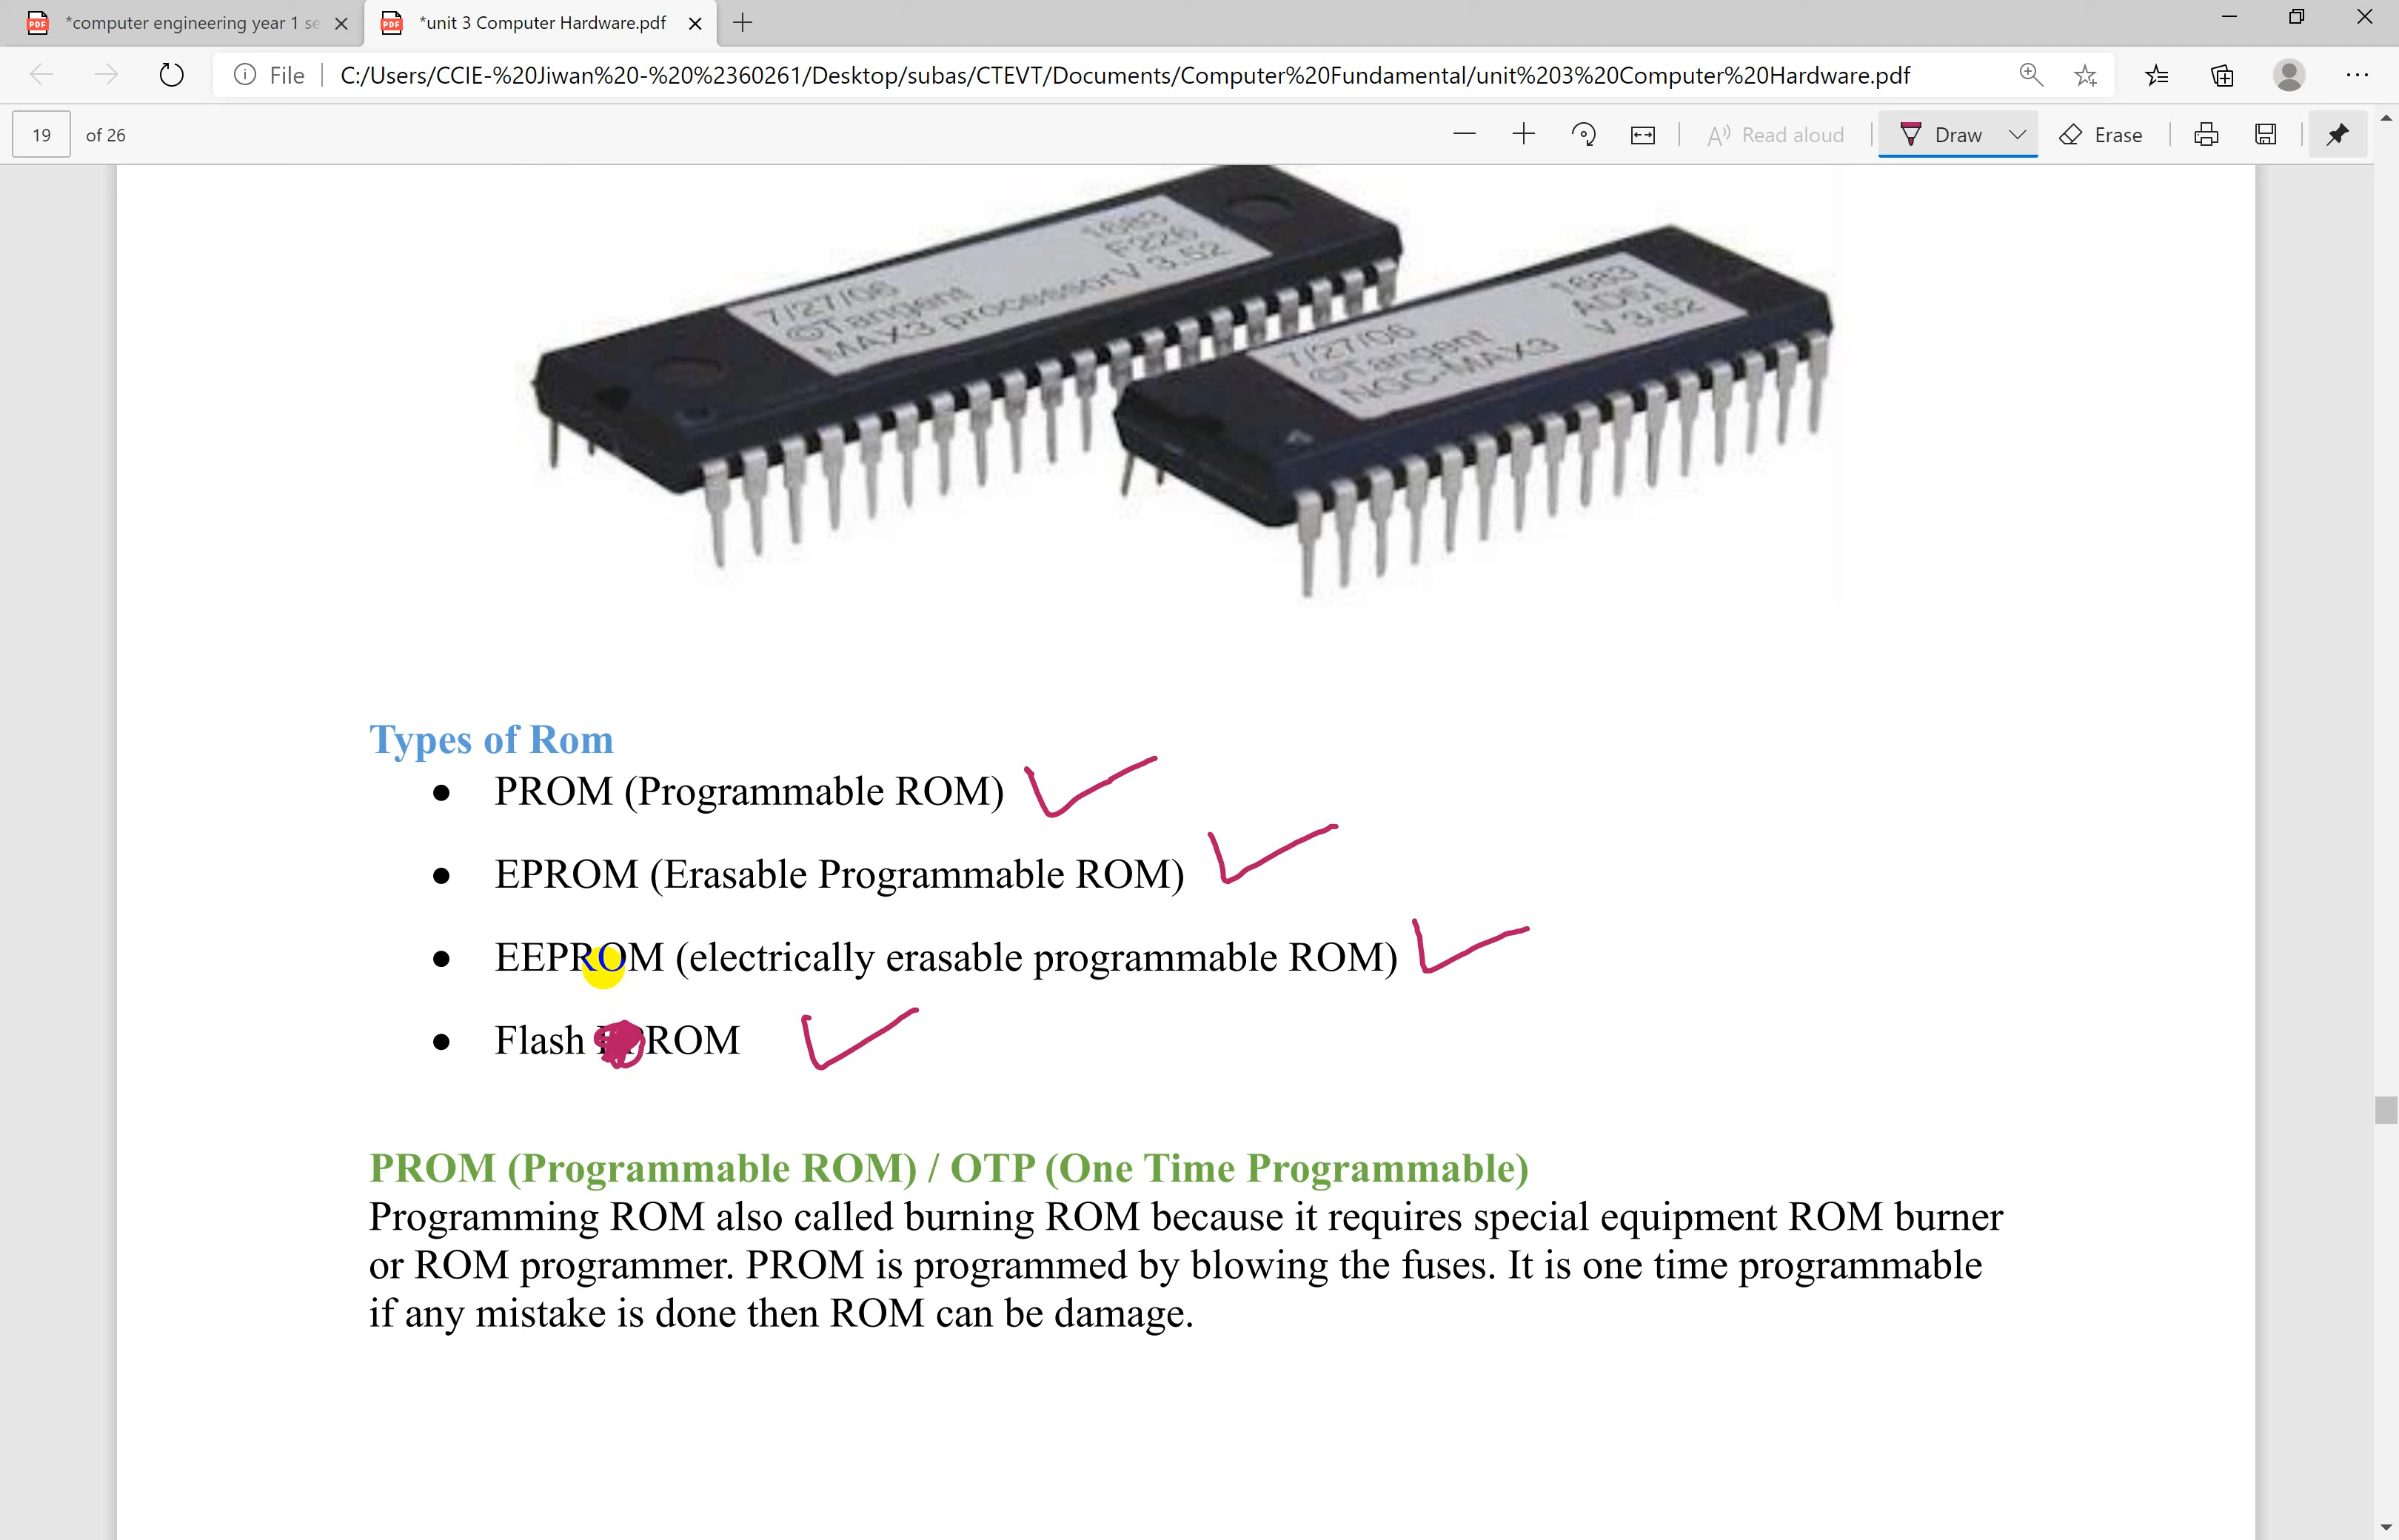 *computer engineering year 1 se
*unit 3 Computer Hardware.pdf
File
C:/Users/CCIE-%20Jiwan%20-%20%2360261/Desktop/subas/CTEVT/Documents/Computer%20Fundamental/unit%203%20Computer%20Hardware.pdf
19 of 26
Read aloud
Draw
Erase
7/27/06 1683
©Tangent F226
MAX3 processor V 3.52
7/27/06 1683
©Tangent AD61
NGC-MAX3 V 3.52
Types of Rom
● PROM (Programmable ROM)
● EPROM (Erasable Programmable ROM)
● EEPROM (electrically erasable programmable ROM)
● Flash ROM
PROM (Programmable ROM) / OTP (One Time Programmable)
Programming ROM also called burning ROM because it requires special equipment ROM burner
or ROM programmer. PROM is programmed by blowing the fuses. It is one time programmable
if any mistake is done then ROM can be damage.